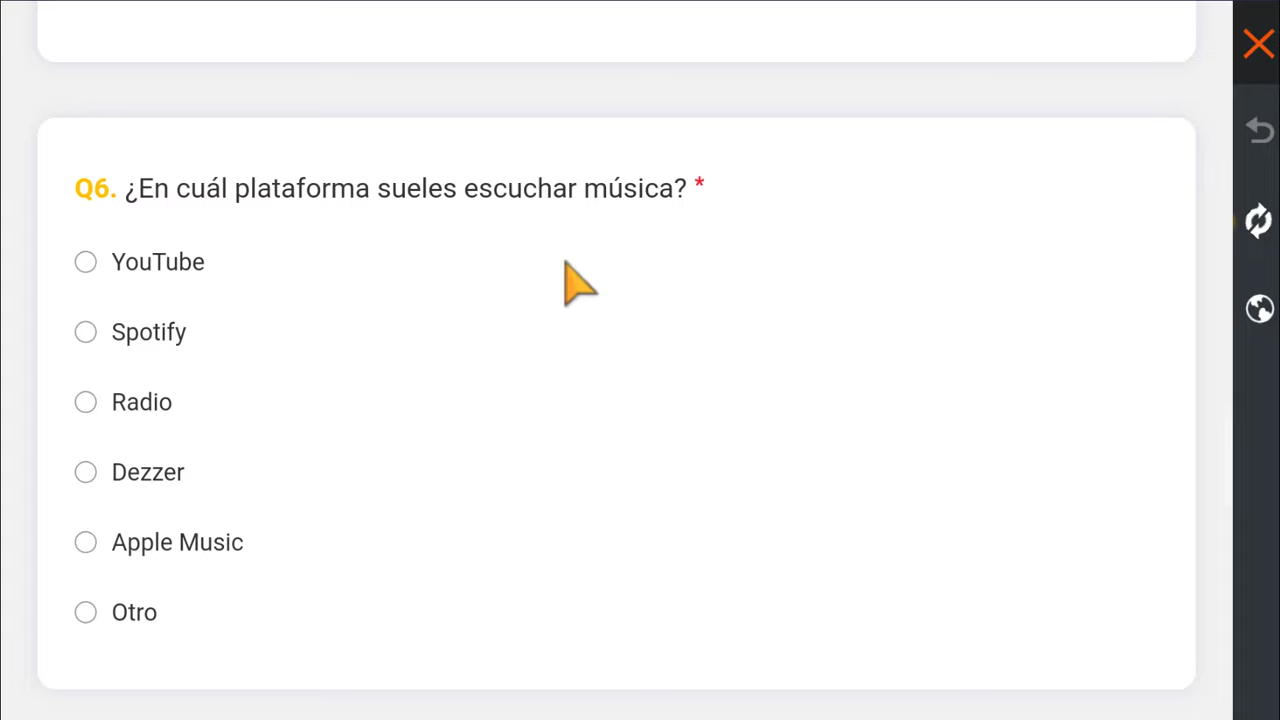 Q6. ¿En cuál plataforma sueles escuchar música? *
YouTube
Spotify
Radio
Dezzer
Apple Music
Otro